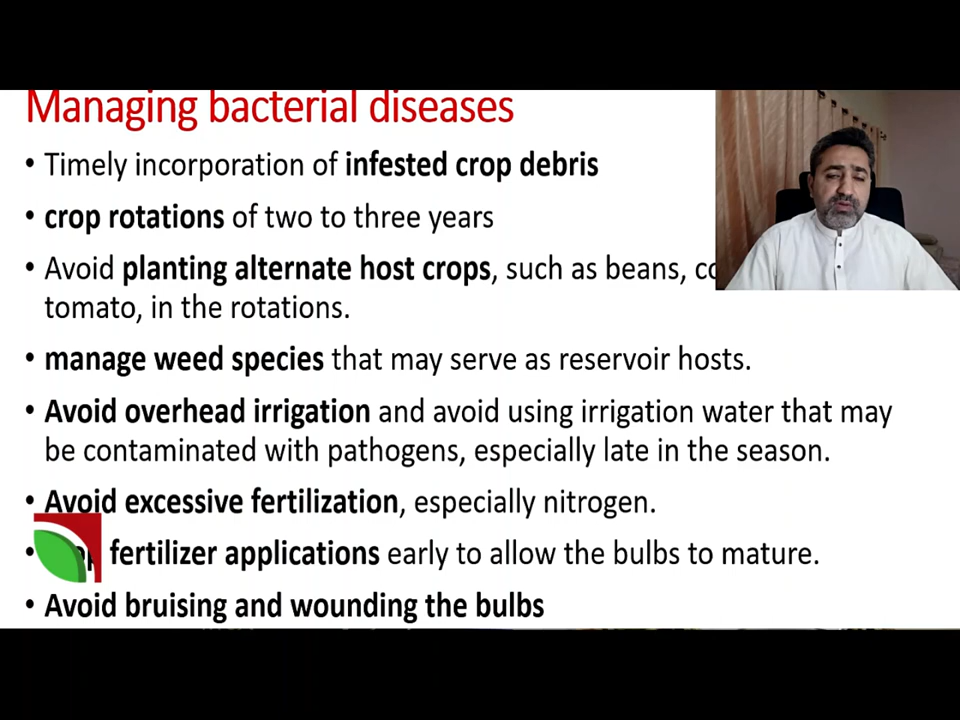 Managing bacterial diseases
• Timely incorporation of infested crop debris
• crop rotations of two to three years
• Avoid planting alternate host crops, such as beans,
tomato, in the rotations.
• manage weed species that may serve as reservoir hosts.
• Avoid overhead irrigation and avoid using irrigation water that may
be contaminated with pathogens, especially late in the season.
• Avoid excessive fertilization, especially nitrogen.
• fertilizer applications early to allow the bulbs to mature.
• Avoid bruising and wounding the bulbs